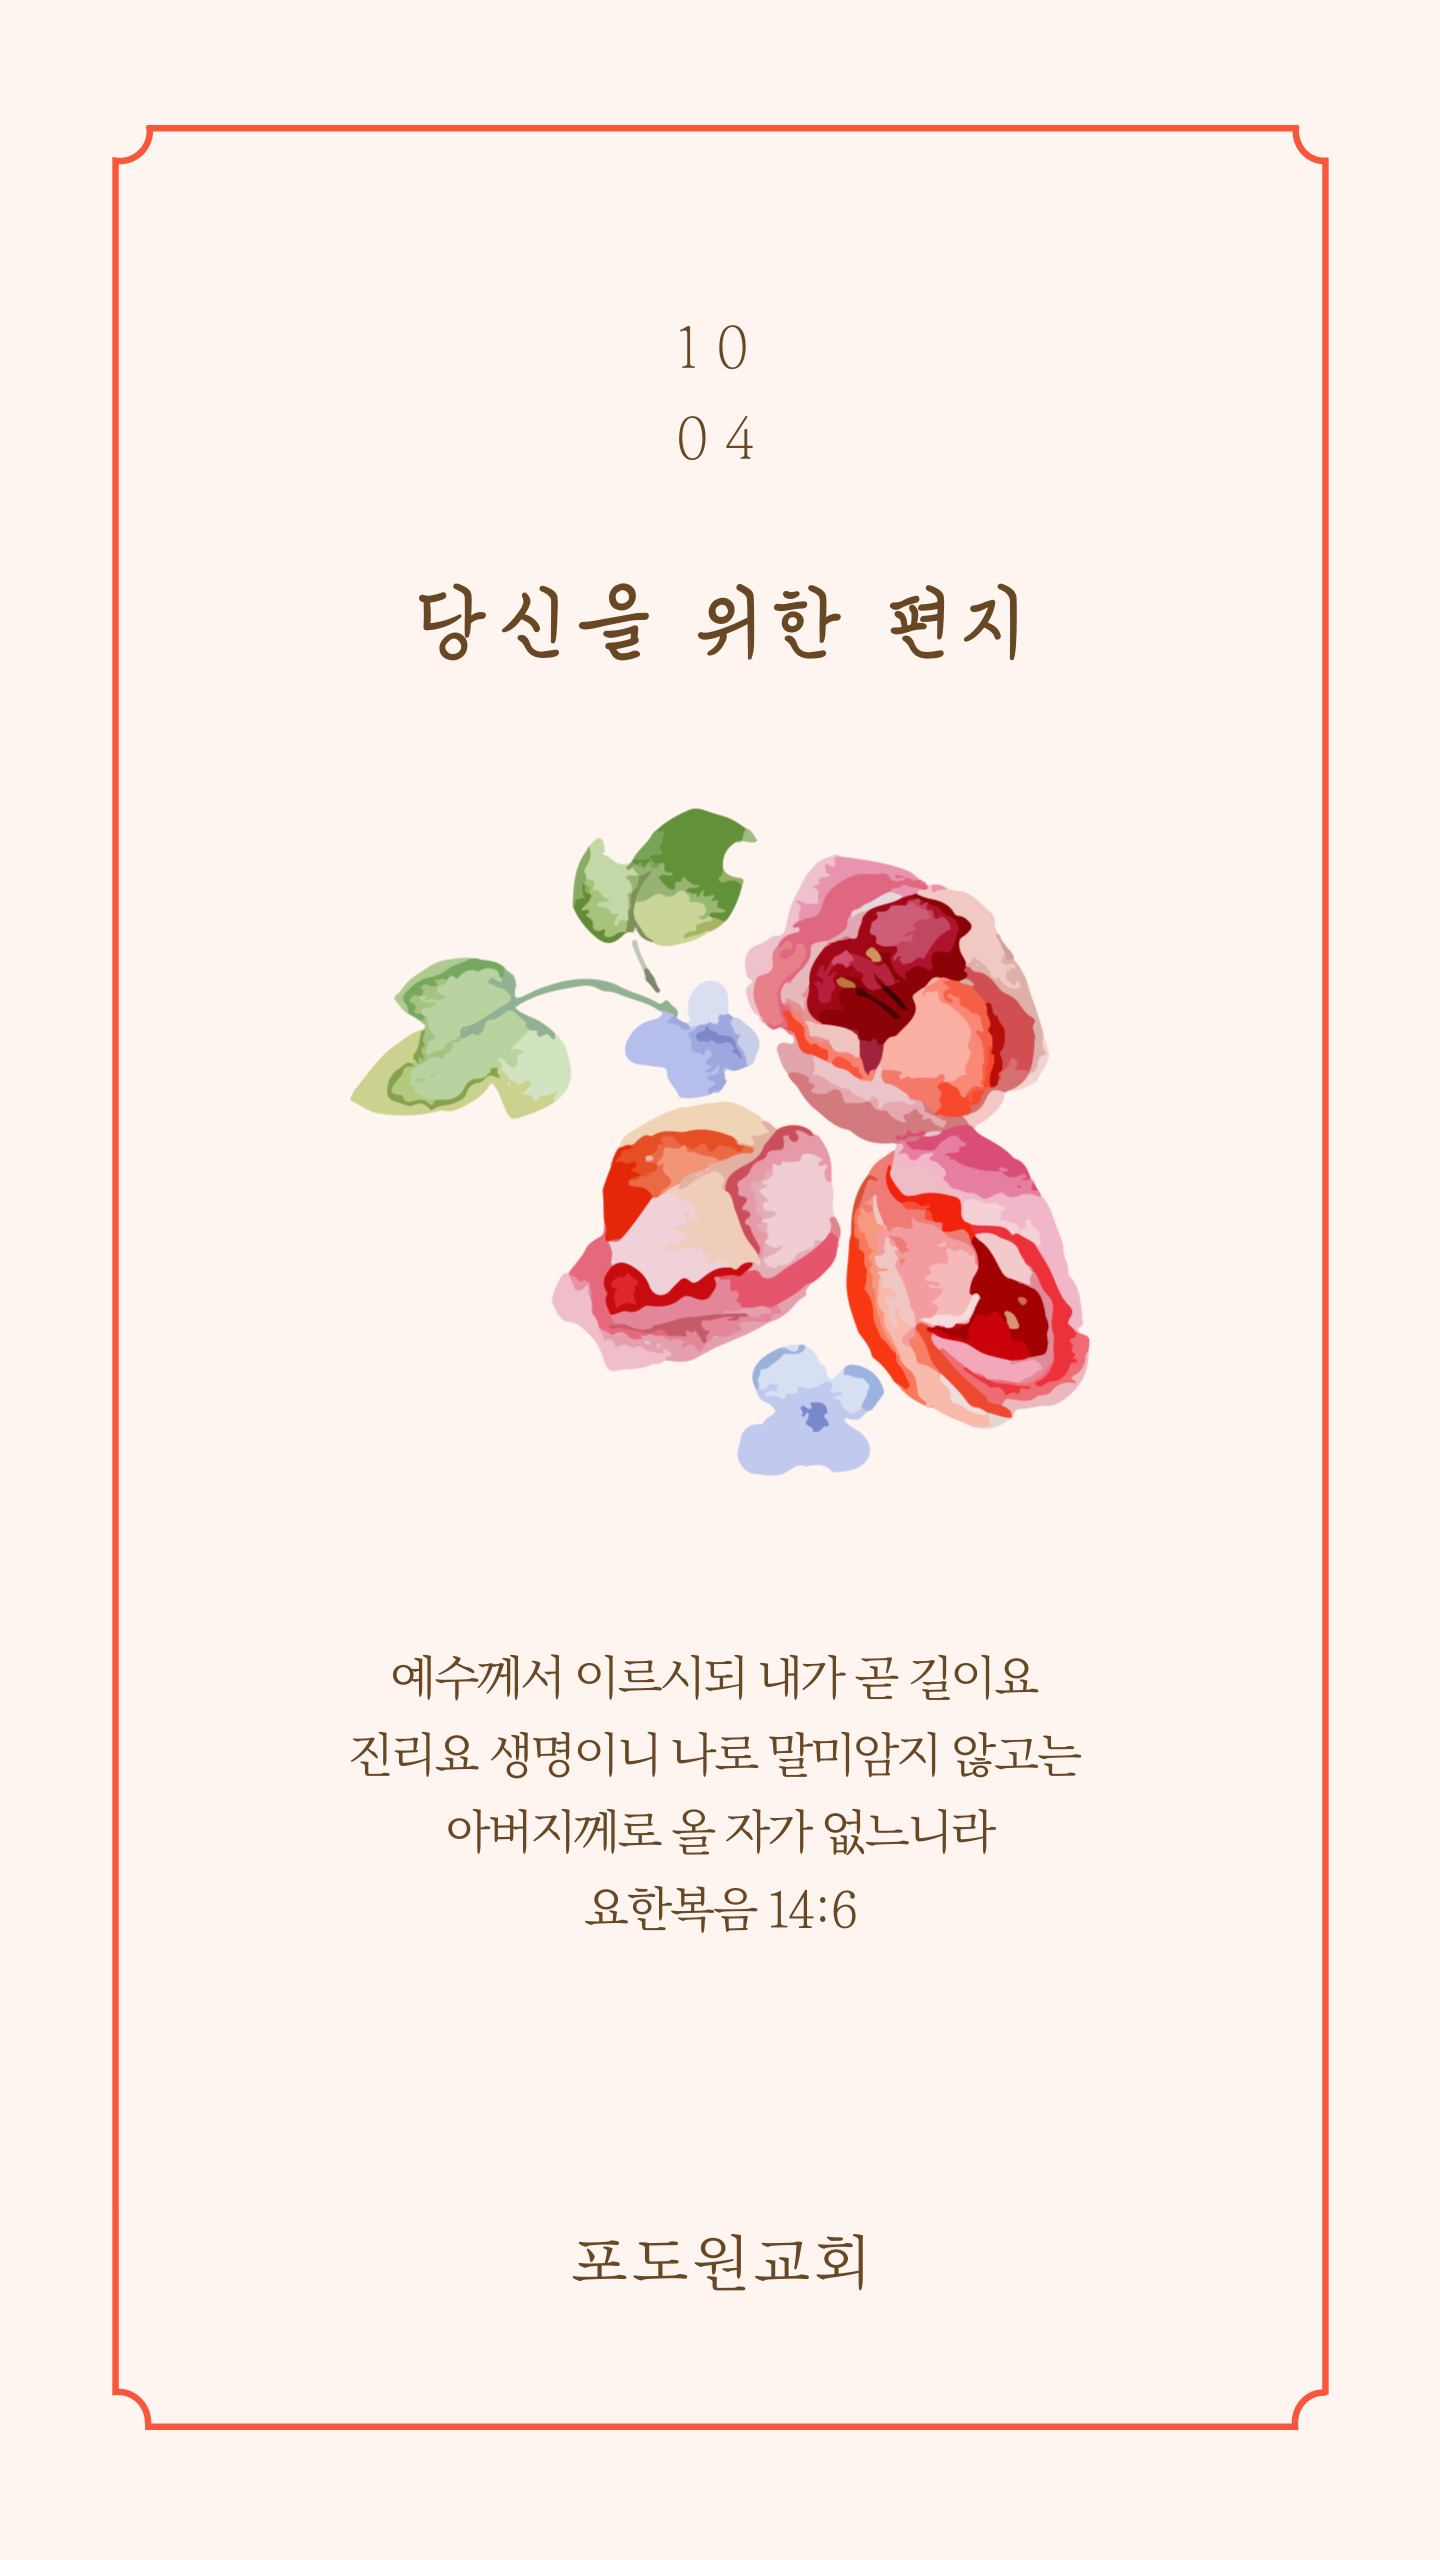 10
04
당신을 위한 편지
예수께서 이르시되 내가 곧 길이요
진리요 생명이니 나로 말미암지 않고는
아버지께로 올 자가 없느니라
요한복음 14:6
포도원교회